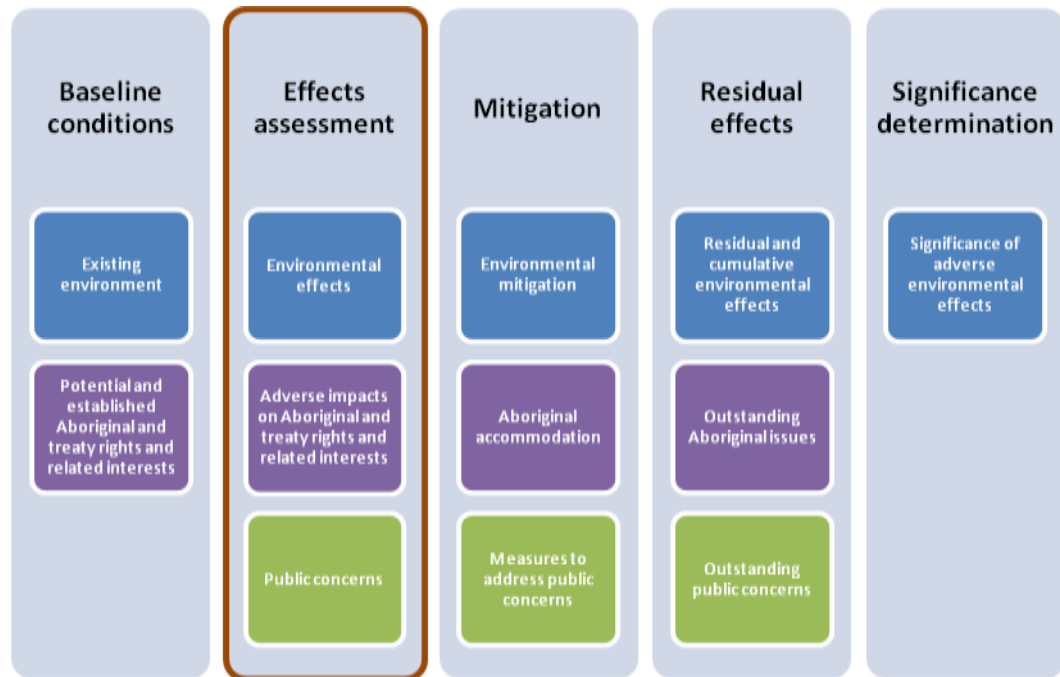 Baseline
conditions
Existing
environment
Potential and
established
Aboriginal and
treaty rights and
related interests
Effects
assessment
Environmental
effects
Adverse impacts
on Aboriginal and
treaty rights and
related interests
Public concerns
Mitigation
Environmental
mitigation
Aboriginal
accommodation
Measures to
address public
concerns
Residual
effects
Residual and
cumulative
environmental
effects
Outstanding
Aboriginal issues
Outstanding
public concerns
Significance
determination
Significance of
adverse
environmental
effects